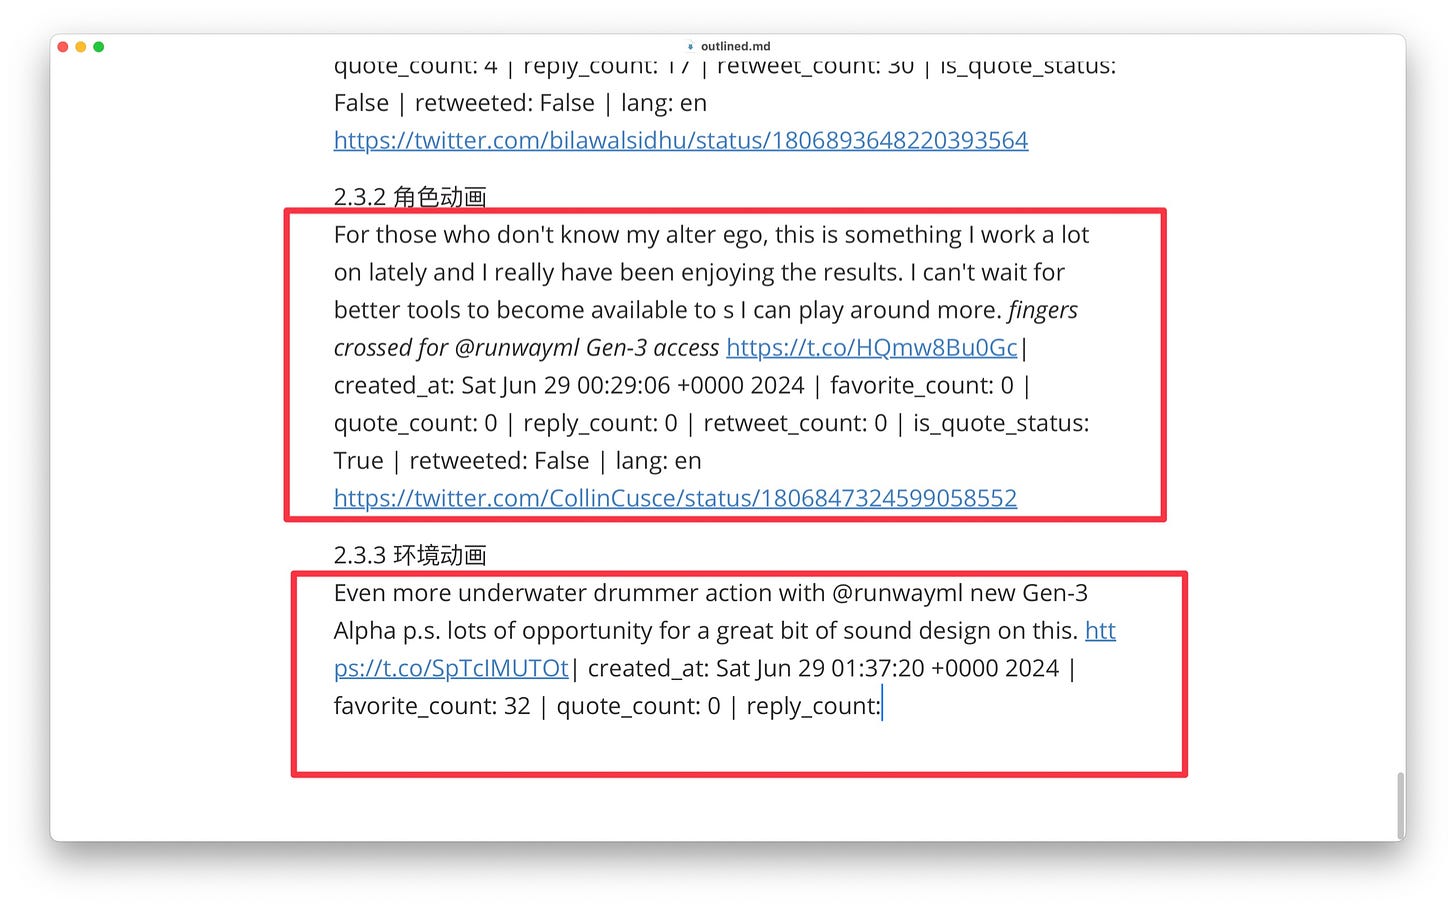 outlined.md
quote_count: 4 | reply_count: 17 | retweet_count: 30 | is_quote_status:
False | retweeted: False | lang: en
https://twitter.com/bilawalsidhu/status/1806893648220393564
2.3.2 角色动画
For those who don't know my alter ego, this is something I work a lot
on lately and I really have been enjoying the results. I can't wait for
better tools to become available to s I can play around more. fingers
crossed for @runwayml Gen-3 access https://t.co/HQmw8Bu0Gc|
created_at: Sat Jun 29 00:29:06 +0000 2024 | favorite_count: 0 |
quote_count: 0 | reply_count: 0 | retweet_count: 0 | is_quote_status:
True | retweeted: False | lang: en
https://twitter.com/CollinCusce/status/1806847324599058552
2.3.3 环境动画
Even more underwater drummer action with @runwayml new Gen-3
Alpha p.s. lots of opportunity for a great bit of sound design on this. htt
ps://t.co/SpTcIMUTOt| created_at: Sat Jun 29 01:37:20 +0000 2024 |
favorite_count: 32 | quote_count: 0 | reply_count: